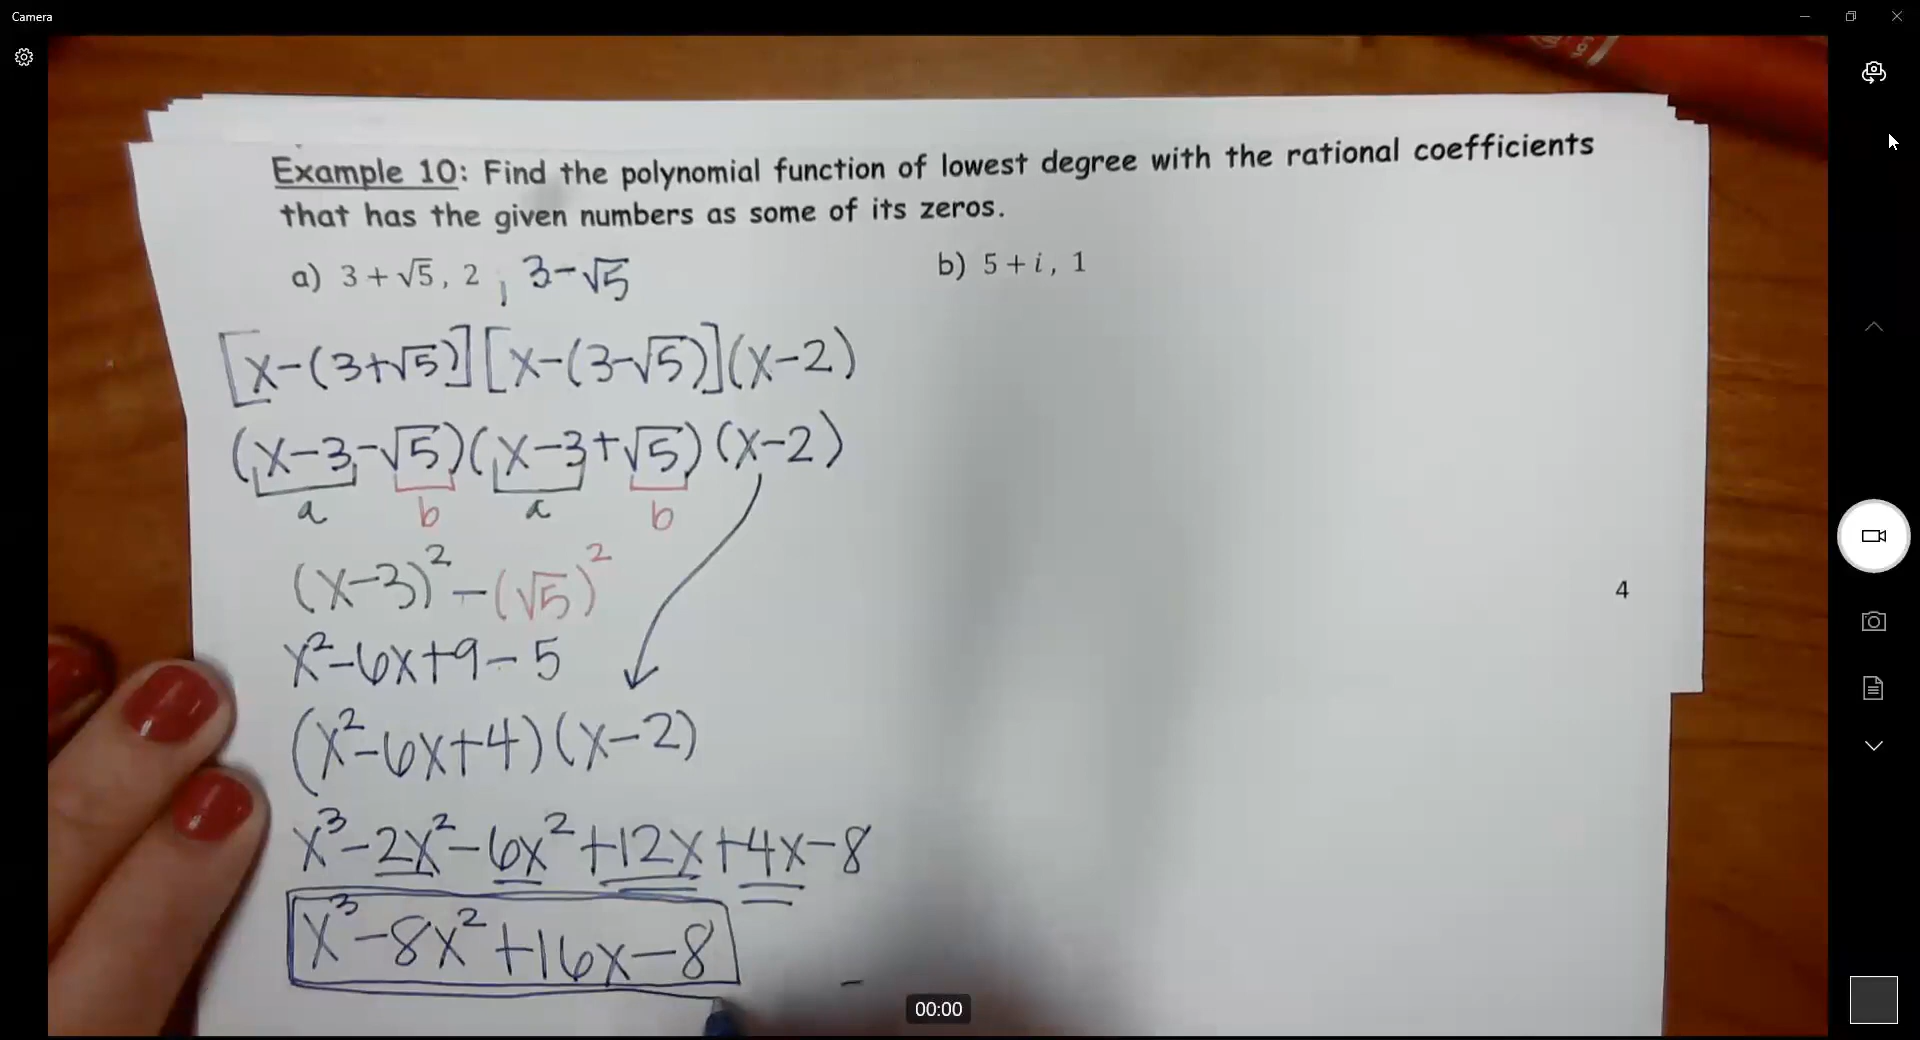 Camera
Example 10: Find the polynomial function of lowest degree with the rational coefficients
that has the given numbers as some of its zeros.
a) 3 + √5, 2 , 3-√5
b) 5 + i, 1
[x-(3+√5)][x-(3-√5)](x-2)
(x-3-√5)(x-3+√5)(x-2)
a b a b
(x-3)² - (√5)²
x²-6x+9-5
(x²-6x+4)(x-2)
x³-2x²-6x²+12x+4x-8
x³-8x²+16x-8
4
00:00